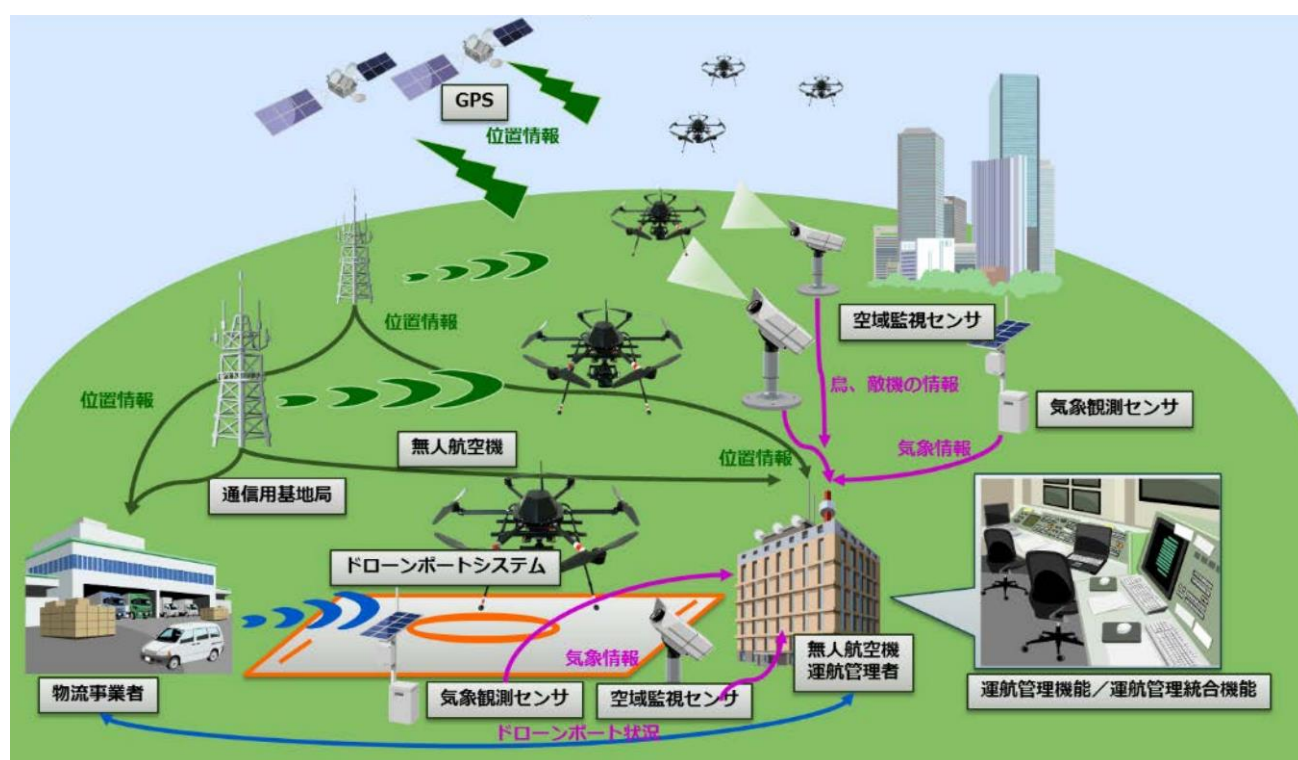 GPS
位置情報
空域監視センサ
位置情報
鳥、敵機の情報
位置情報
気象観測センサ
無人航空機
気象情報
位置情報
通信用基地局
ドローンポートシステム
気象情報
無人航空機
運航管理者
物流事業者
気象観測センサ
空域監視センサ
運航管理機能／運航管理統合機能
ドローンポート状況